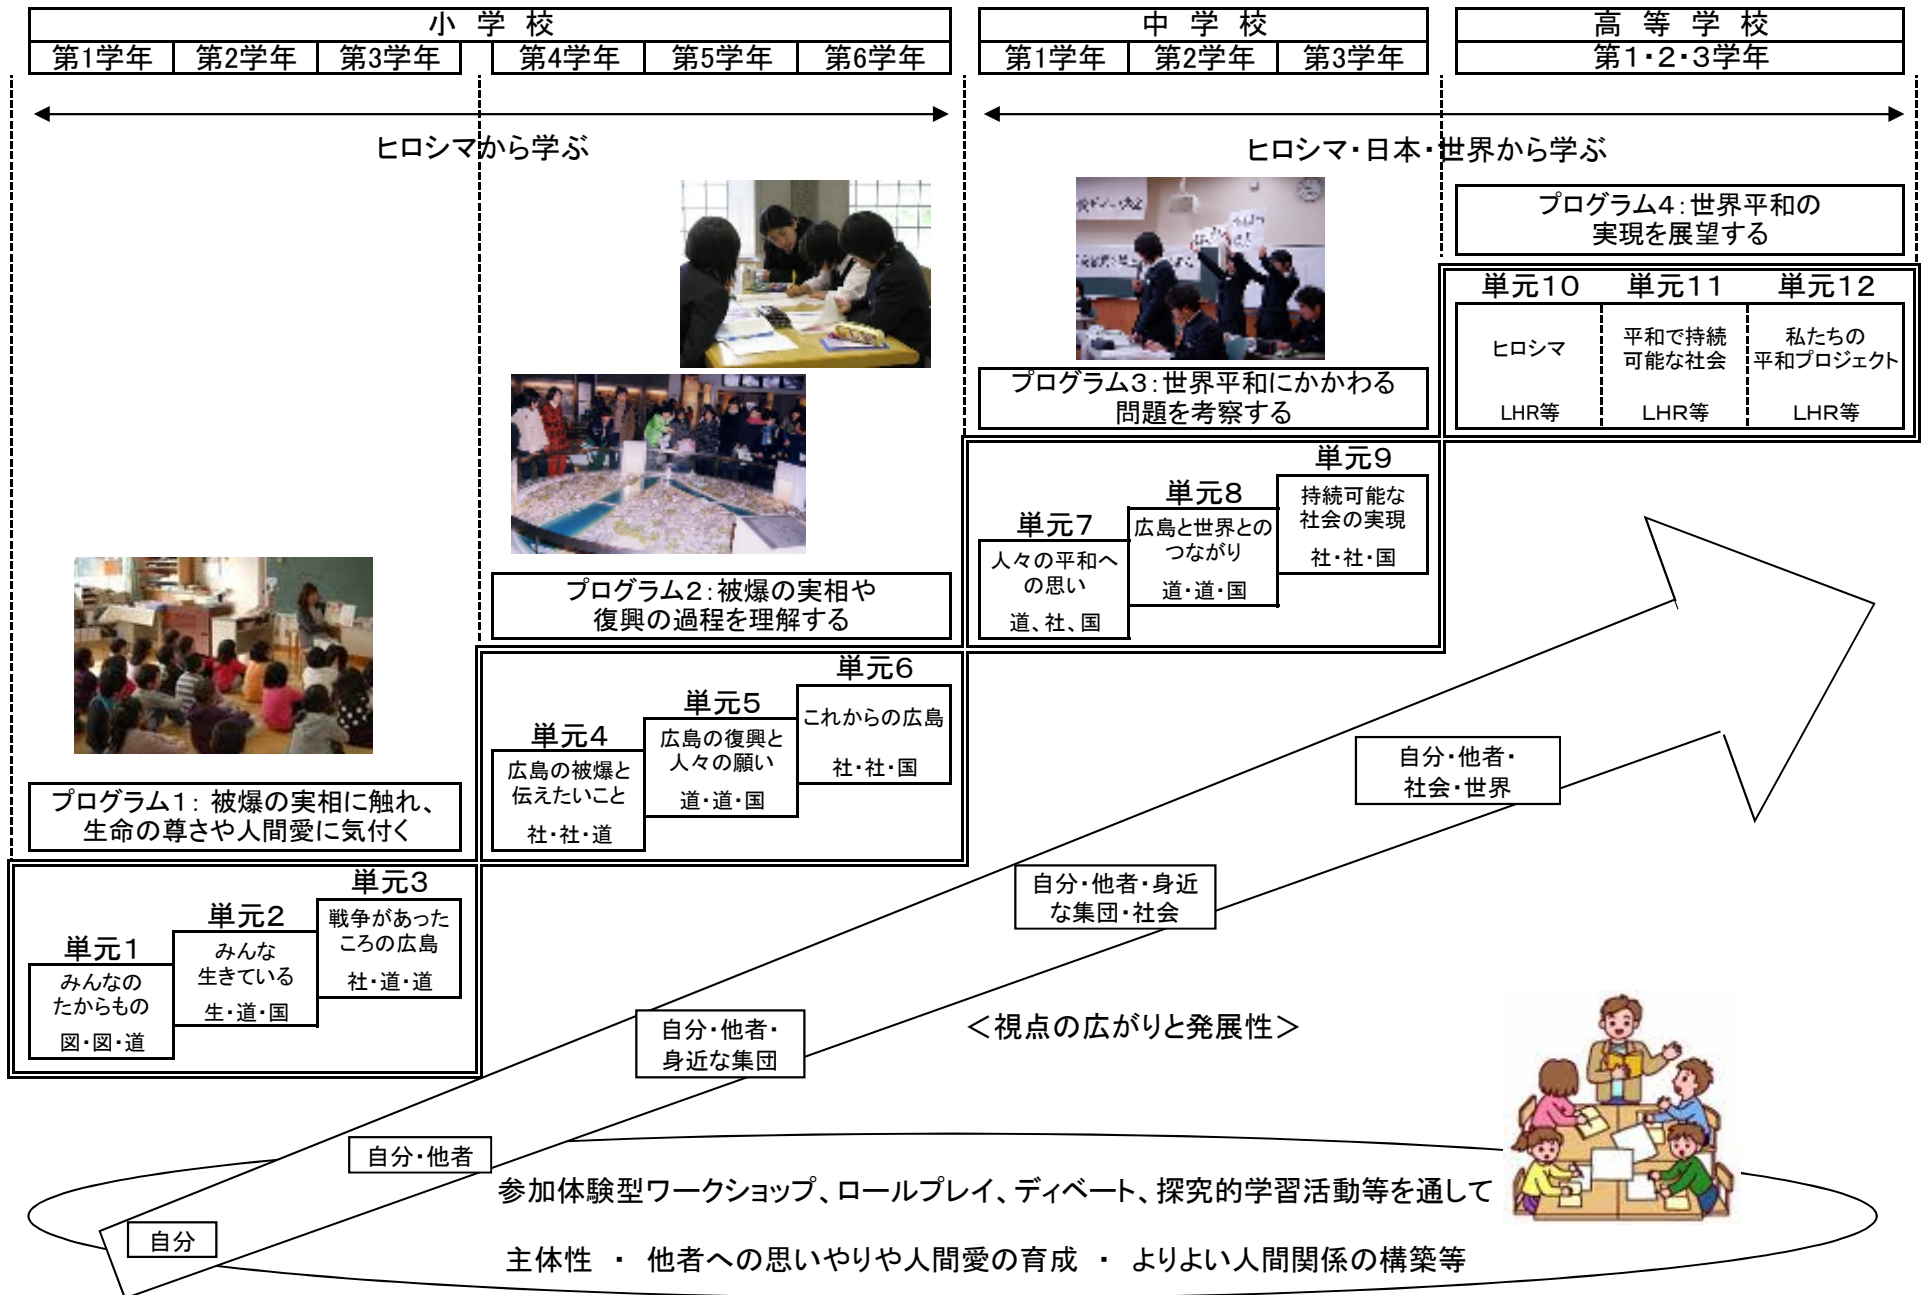 小 学 校
中 学 校
高 等 学 校
第1学年 第2学年 第3学年 第4学年 第5学年 第6学年
第1学年 第2学年 第3学年
第1・2・3学年
ヒロシマから学ぶ
ヒロシマ・日本・世界から学ぶ
プログラム4:世界平和の
実現を展望する
単元10
ヒロシマ
LHR等
単元11
平和で持続
可能な社会
LHR等
単元12
私たちの
平和プロジェクト
LHR等
プログラム3:世界平和にかかわる
問題を考察する
単元7
人々の平和へ
の思い
道、社、国
単元8
広島と世界との
つながり
道・道・国
単元9
持続可能な
社会の実現
社・社・国
プログラム2:被爆の実相や
復興の過程を理解する
単元4
広島の被爆と
伝えたいこと
社・社・道
単元5
広島の復興と
人々の願い
道・道・国
単元6
これからの広島
社・社・国
プログラム1: 被爆の実相に触れ、
生命の尊さや人間愛に気付く
単元1
みんなの
たからもの
図・図・道
単元2
みんな
生きている
生・道・国
単元3
戦争があった
ころの広島
社・道・道
自分・他者・
社会・世界
自分・他者・身近
な集団・社会
自分・他者・
身近な集団
自分・他者
自分
<視点の広がりと発展性>
参加体験型ワークショップ、ロールプレイ、ディベート、探究的学習活動等を通して
主体性 ・ 他者への思いやりや人間愛の育成 ・ よりよい人間関係の構築等